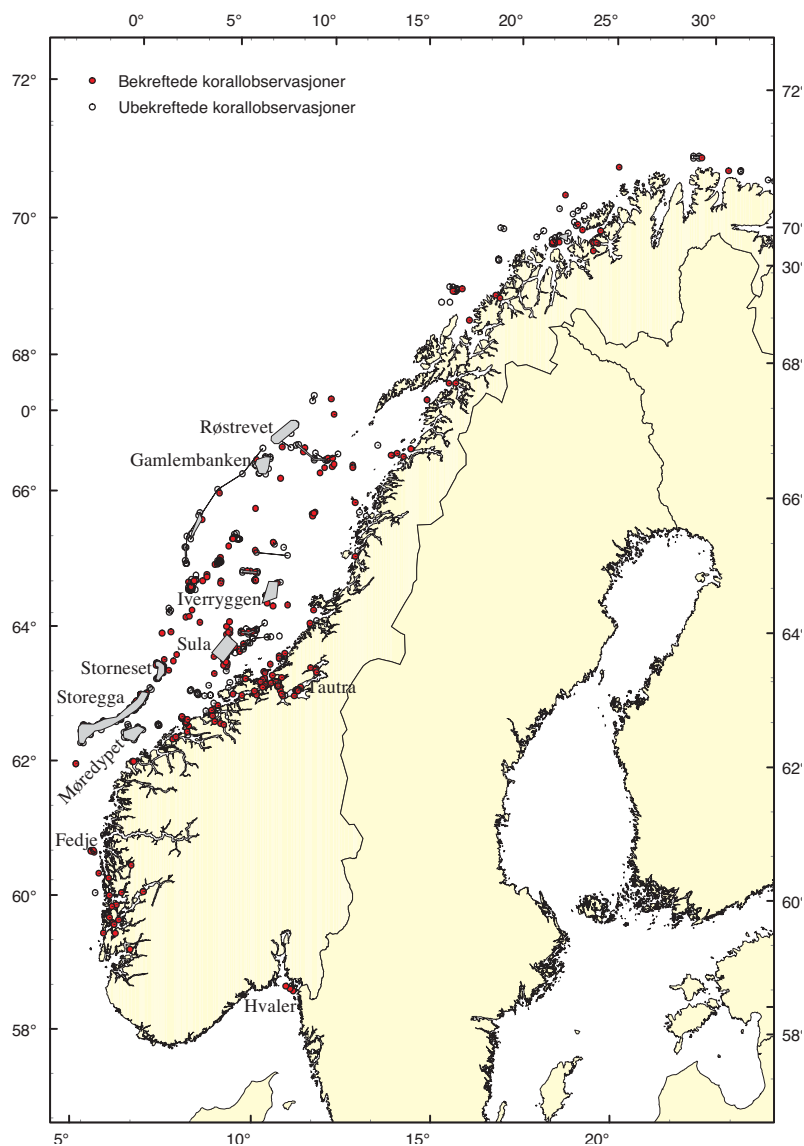 0° 5° 10° 15° 20° 25° 30°
72°
Bekreftede korallobservasjoner
72°
Ubekreftede korallobservasjoner
70°
70°
30°
68°
68°
0°
Røstrevet
Gamlembanken
66°
66°
Iverryggen
64°
64°
Sula
Storneset
Tautra
Storegga
62°
62°
Møredypet
Fedje
60°
60°
Hvaler
58°
58°
5° 10° 15° 20°